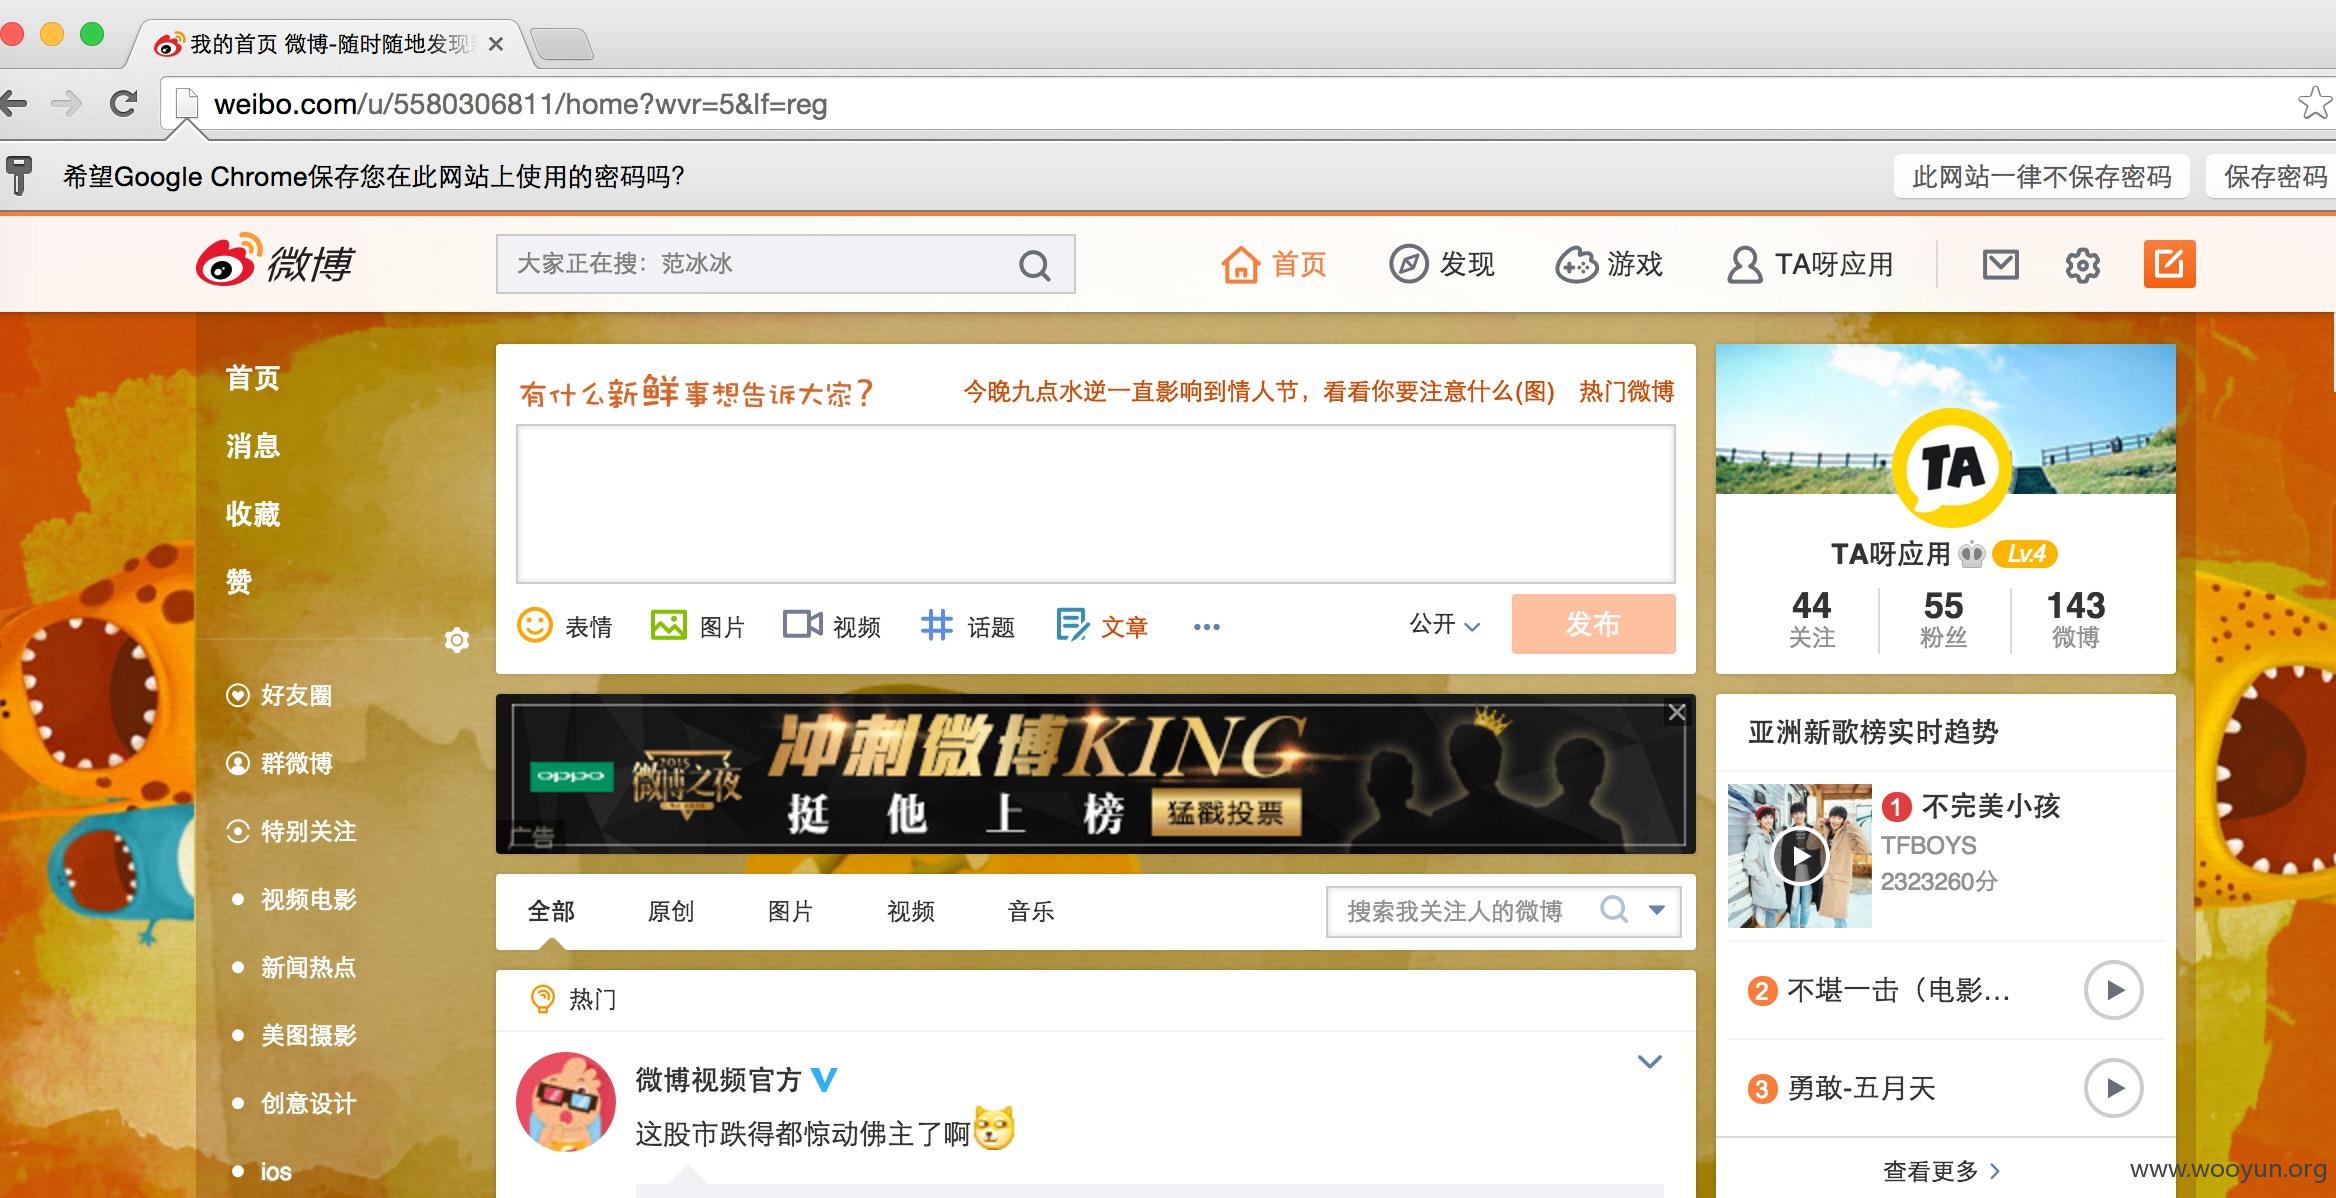 我的首页 微博-随时随地发现
weibo.com/u/5580306811/home?wvr=5&lf=reg
希望Google Chrome保存您在此网站上使用的密码吗?
此网站一律不保存密码
保存密码
微博
大家正在搜：范冰冰
首页
发现
游戏
TA呀应用
首页
消息
收藏
赞
好友圈
群微博
特别关注
视频电影
新闻热点
美图摄影
创意设计
ios
有什么新鲜事想告诉大家?
今晚九点水逆一直影响到情人节，看看你要注意什么(图)
热门微博
表情
图片
视频
话题
文章
公开
发布
oppo
2015
微博之夜
冲刺微博KING
挺他上榜
猛戳投票
广告
全部
原创
图片
视频
音乐
搜索我关注人的微博
热门
微博视频官方
这股市跌得都惊动佛主了啊
TA
TA呀应用
Lv.4
44
关注
55
粉丝
143
微博
亚洲新歌榜实时趋势
1 不完美小孩
TFBOYS
2323260分
2 不堪一击（电影...
3 勇敢-五月天
查看更多
www.wooyun.org